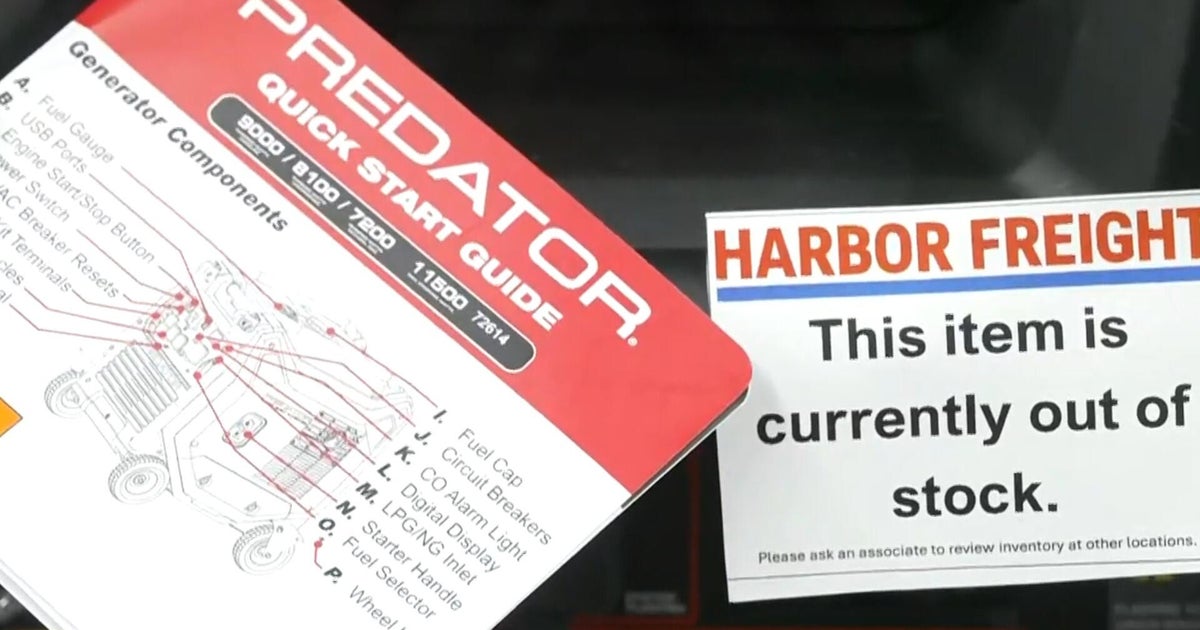 PREDATOR
QUICK START GUIDE
9000 / 8100 / 7200 11500 72614
Generator Components
A. Fuel Gauge
B. USB Ports
Engine Start/Stop Button
Switch
AC Breaker Resets
Terminals
I. Fuel Cap
J. Circuit Breakers
K. CO Alarm Light
L. Digital Display
M. LPG/NG Inlet
N. Starter Handle
O. Fuel Selector
P. Wheel
HARBOR FREIGHT
This item is
currently out of
stock.
Please ask an associate to review inventory at other locations.